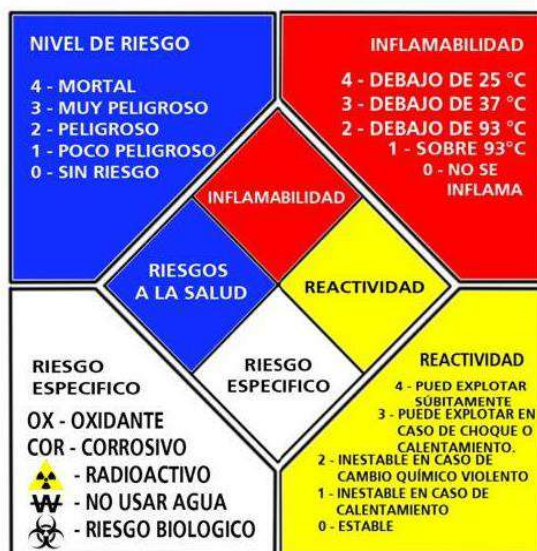 NIVEL DE RIESGO
4 - MORTAL
3 - MUY PELIGROSO
2 - PELIGROSO
1 - POCO PELIGROSO
0 - SIN RIESGO
INFLAMABILIDAD
4 - DEBAJO DE 25 °C
3 - DEBAJO DE 37 °C
2 - DEBAJO DE 93 °C
1 - SOBRE 93°C
0 - NO SE
INFLAMA
INFLAMABILIDAD
RIESGOS
A LA SALUD
REACTIVIDAD
RIESGO
ESPECIFICO
RIESGO
ESPECIFICO
OX - OXIDANTE
COR - CORROSIVO
- RADIOACTIVO
W - NO USAR AGUA
- RIESGO BIOLOGICO
REACTIVIDAD
4 - PUED EXPLOTAR
SÚBITAMENTE
3 - PUEDE EXPLOTAR EN
CASO DE CHOQUE O
CALENTAMIENTO.
2 - INESTABLE EN CASO DE
CAMBIO QUÍMICO VIOLENTO
1 - INESTABLE EN CASO DE
CALENTAMIENTO
0 - ESTABLE